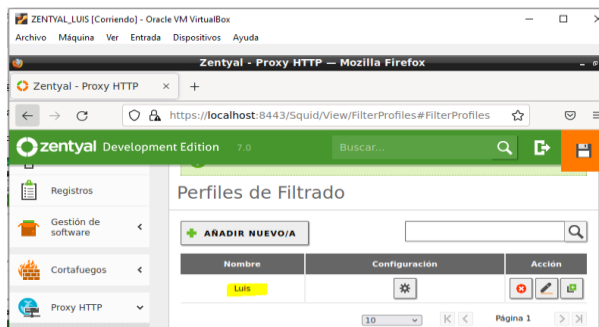 ZENTYAL_LUIS [Corriendo] - Oracle VM VirtualBox
Archivo Máquina Ver Entrada Dispositivos Ayuda
Zentyal - Proxy HTTP — Mozilla Firefox
Zentyal - Proxy HTTP × +
https://localhost:8443/Squid/View/FilterProfiles#FilterProfiles
zentyal Development Edition 7.0 Buscar...
Registros
Perfiles de Filtrado
Gestión de software
AÑADIR NUEVO/A
Nombre Configuración Acción
Cortafuegos
Luis
Proxy HTTP
10 Página 1